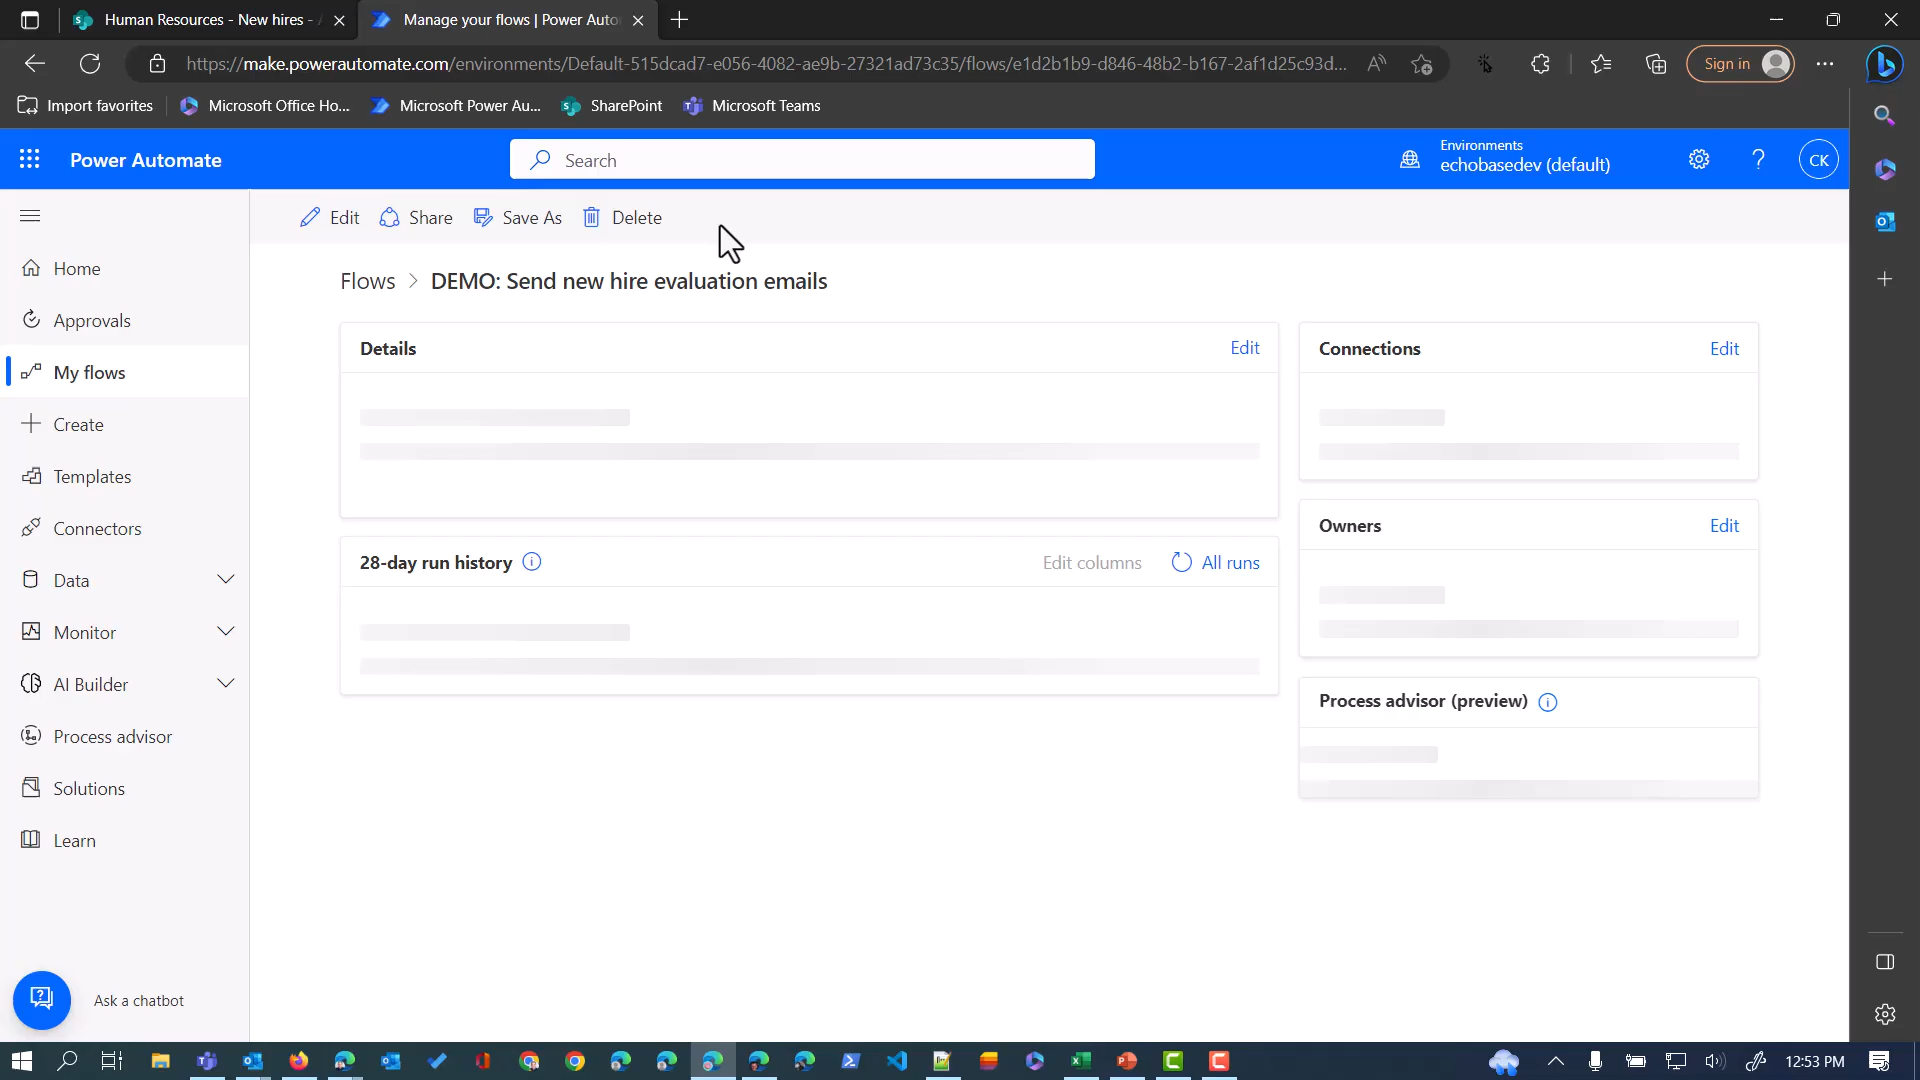 Human Resources - New hires -
Manage your flows | Power Auto
https://make.powerautomate.com/environments/Default-515dcad7-e056-4082-ae9b-27321ad73c35/flows/e1d2b1b9-d846-48b2-b167-2af1d25c93d...
Sign in
Import favorites
Microsoft Office Ho...
Microsoft Power Au...
SharePoint
Microsoft Teams
Power Automate
Search
Environments
echobasedev (default)
CK
Edit
Share
Save As
Delete
Home
Approvals
My flows
Create
Templates
Connectors
Data
Monitor
AI Builder
Process advisor
Solutions
Learn
Ask a chatbot
Flows > DEMO: Send new hire evaluation emails
Details
Edit
28-day run history
Edit columns
All runs
Connections
Edit
Owners
Edit
Process advisor (preview)
12:53 PM